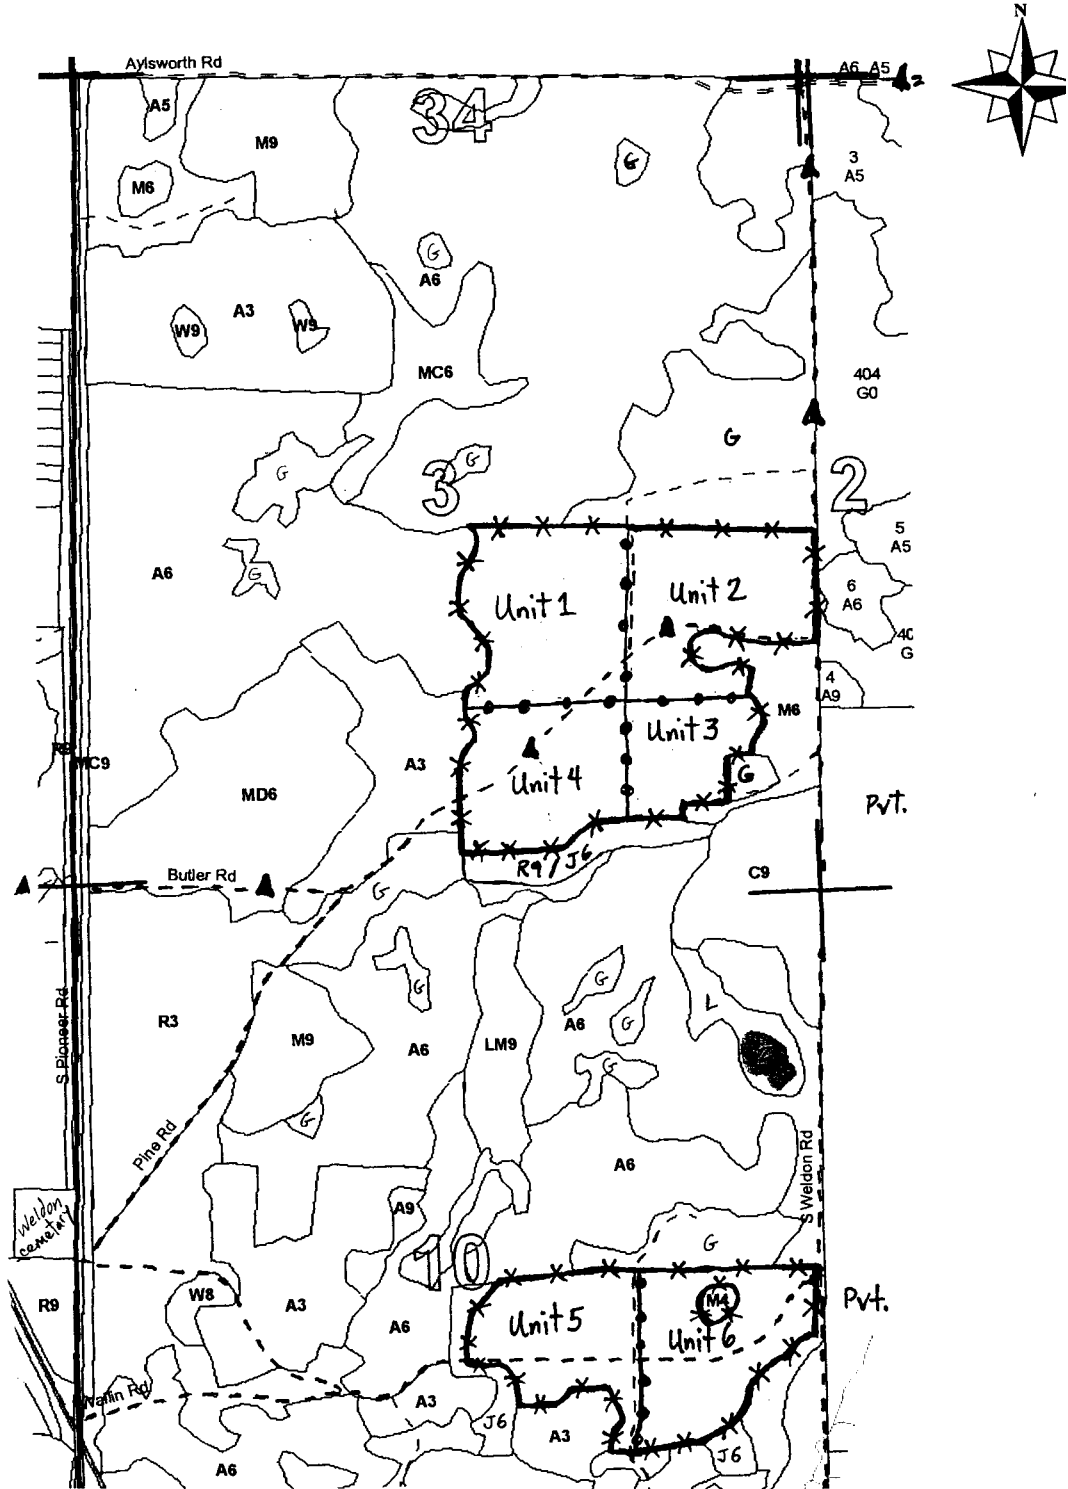 N
Aylsworth Rd
A6 A5
A5
34
M9
G
3
A5
M6
G
A6
A3
W9
W9
MC6
404
G0
G
G
G
3
2
5
A5
A6
G
6
A6
Unit 1
Unit 2
40
G
4
A9
M6
R9
MC9
A3
Unit 3
MD6
Unit 4
G
Pvt.
R9 / J6
Butler Rd
G
C9
G
G
L
R3
M9
A6
LM9
A6
G
G
S Pioneer Rd
G
Pine Rd
A6
S Weldon Rd
Weldon
cemetary
A9
10
G
R9
W8
A3
A6
Unit 5
M4
Unit 6
Pvt.
Wallin Rd
A3
J6
A3
J6
A6